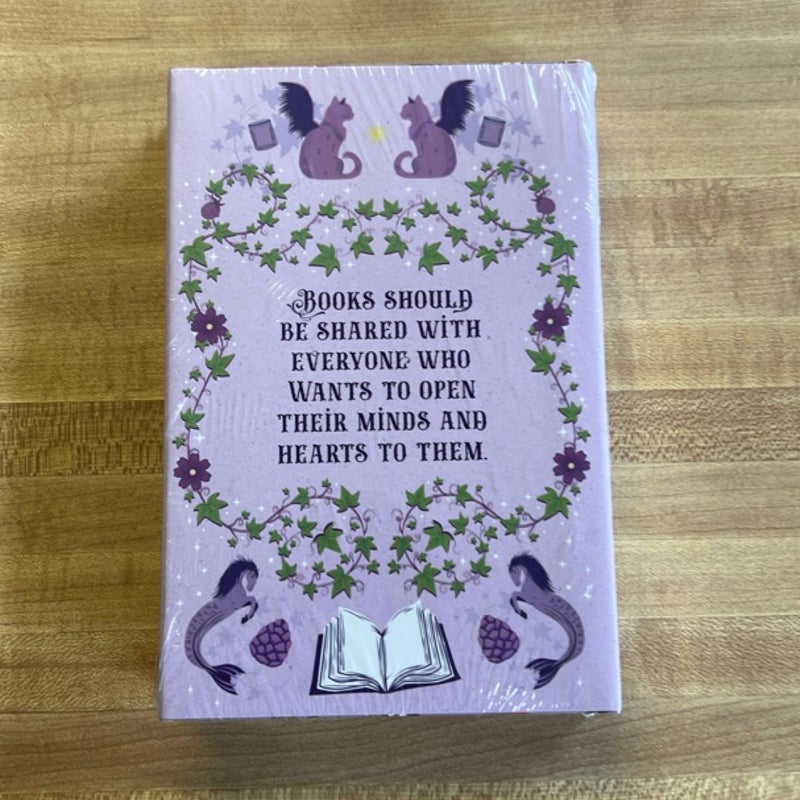 BOOKS SHOULD
BE SHARED WITH
EVERYONE WHO
WANTS TO OPEN
THEIR MINDS AND
HEARTS TO THEM.